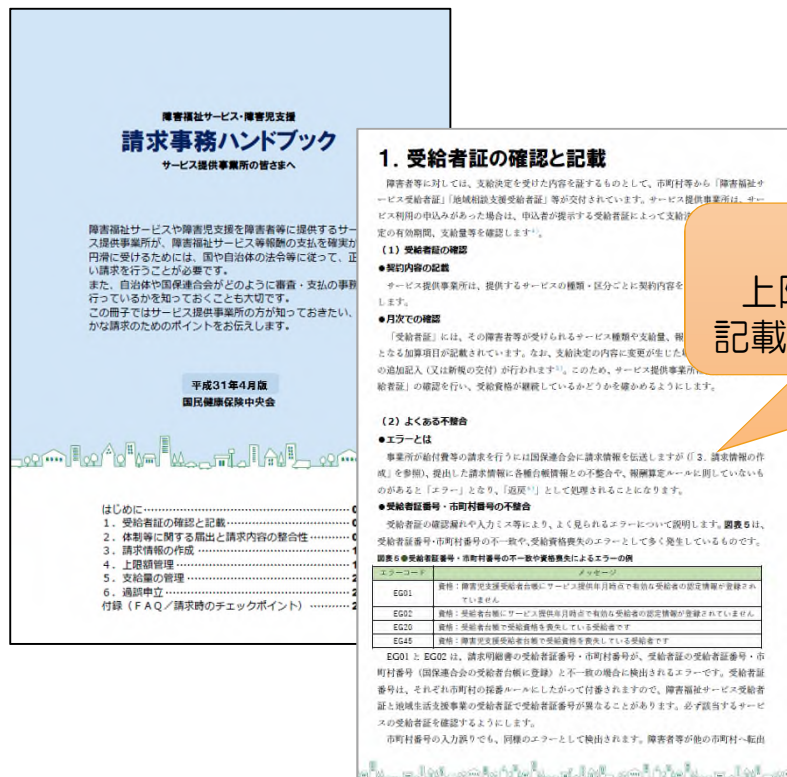 障害福祉サービス・障害児支援
請求事務ハンドブック
サービス提供事業所の皆さまへ
障害福祉サービスや障害児支援を障害者等に提供するサー
ス提供事業所が、障害福祉サービス等報酬の支払を確実か
円滑に受けるためには、国や自治体の法令等に従って、正
い請求を行うことが必要です。
また、自治体や国保連合会がどのように審査・支払の事務
行っているかを知っておくことも大切です。
この冊子ではサービス提供事業所の方が知っておきたい、
かな請求のためのポイントをお伝えします。
平成31年4月版
国民健康保険中央会
はじめに
1. 受給者証の確認と記載
2. 体制等に関する届出と請求内容の整合性
3. 請求情報の作成
4. 上限額管理
5. 支給量の管理
6. 過誤申立
付録(FAQ/請求時のチェックポイント)
1. 受給者証の確認と記載
障害者等に対しては、支給決定を受けた内容を証するものとして、市町村等から「障害福祉サ
ービス受給者証」「地域相談支援受給者証」等が交付されています。サービス提供事業所は、サー
ビス利用の申込みがあった場合は、申込者が提示する受給者証によって支給決
定の有効期間、支給量等を確認します
(1)受給者証の確認
●契約内容の記載
サービス提供事業所は、提供するサービスの種類・区分ごとに契約内容を
します。
●月次での確認
「受給者証」には、その障害者等が受けられるサービス種類や支給量、報
となる加算項目が記載されています。なお、支給決定の内容に変更が生じた場
の追加記入(又は新規の交付)が行われます。このため、サービス提供事業所
給者証」の確認を行い、受給資格が継続しているかどうかを確かめるようにします。
(2)よくある不整合
●エラーとは
事業所が給付費等の請求を行うには国保連合会に請求情報を伝送しますが(「3. 請求情報の作
成」を参照)、提出した請求情報に各種台帳情報との不整合や、報酬算定ルールに則していないも
のがあると「エラー」となり、「返戻」として処理されることになります。
●受給者証番号・市町村番号の不整合
受給者証の確認漏れや入力ミス等により、よく見られるエラーについて説明します。図表5は、
受給者証番号・市町村番号の不一致や、受給資格喪失のエラーとして多く発生しているものです。
図表5●受給者証番号・市町村番号の不一致や資格喪失によるエラーの例
エラーコード メッセージ
EG01 資格:障害児支援受給者台帳にサービス提供年月時点で有効な受給者の認定情報が登録され
ていません
EG02 資格:受給者台帳にサービス提供年月時点で有効な受給者の認定情報が登録されていません
EG20 資格:受給者台帳で受給資格を喪失している受給者です
EG45 資格:障害児支援受給者台帳で受給資格を喪失している受給者です
EG01 と EG02 は、請求明細書の受給者証番号・市町村番号が、受給者証の受給者証番号・市
町村番号(国保連合会の受給者台帳に登録)と不一致の場合に検出されるエラーです。受給者証
番号は、それぞれ市町村の採番ルールにしたがって付番されますので、障害福祉サービス受給者
証と地域生活支援事業の受給者証で受給者証番号が異なることがあります。必ず該当するサービ
スの受給者証を確認するようにします。
市町村番号の入力誤りでも、同様のエラーとして検出されます。障害者等が他の市町村へ転出
上限
記載